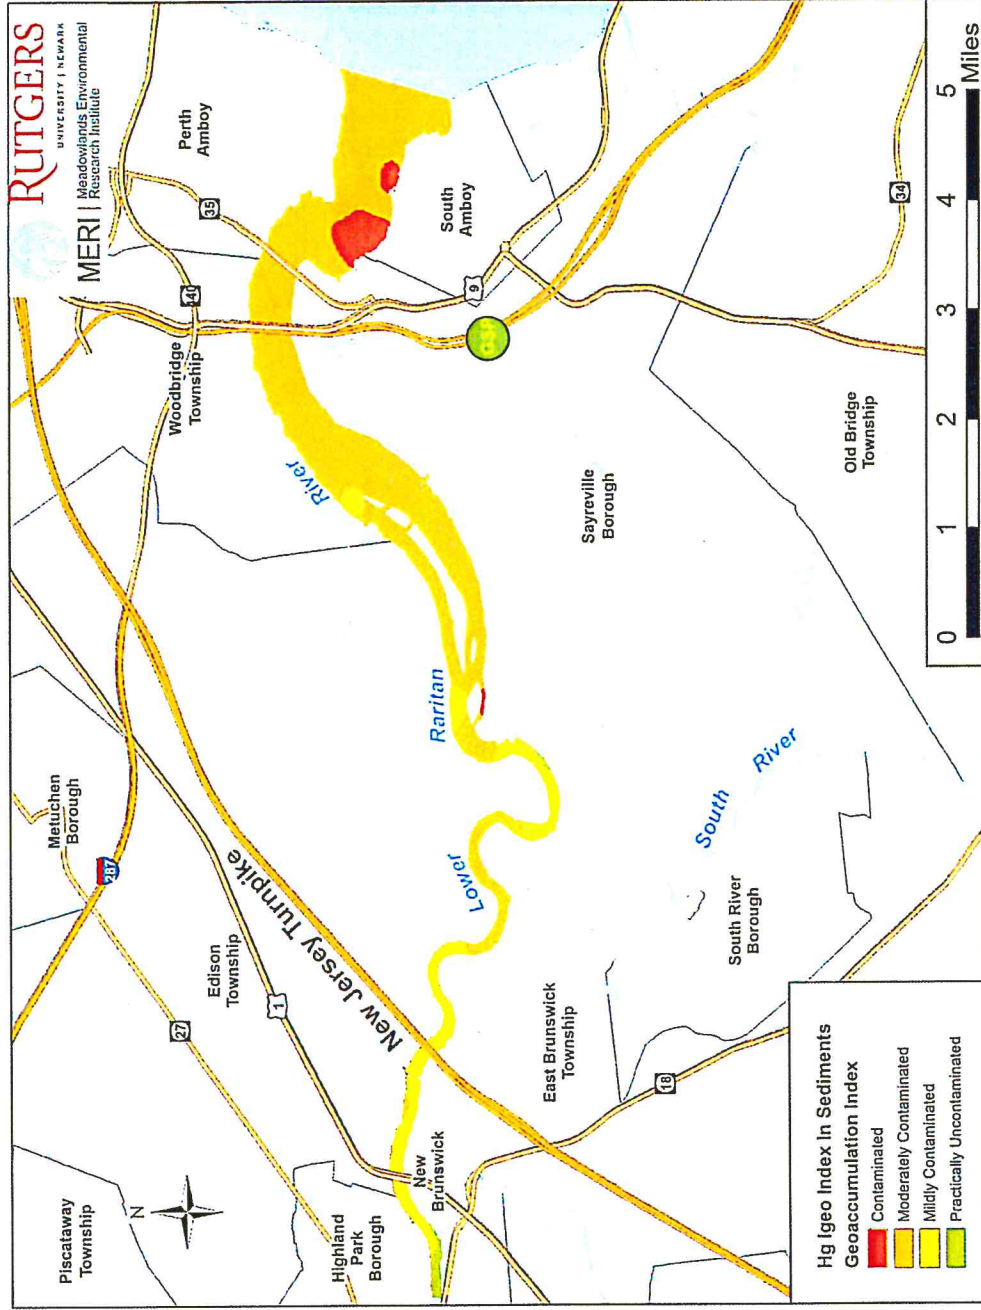 RUTGERS
UNIVERSITY | NEWARK
MERI | Meadowlands Environmental
Research Institute
Piscataway
Township
N
Highland
Park
Borough
New
Brunswick
27
Edison
Township
1
287
Metuchen
Borough
New Jersey Turnpike
Woodbridge
Township
440
35
Perth
Amboy
South
Amboy
9
Lower
Raritan
River
Sayreville
Borough
Old Bridge
Township
34
South
River
South River
Borough
East Brunswick
Township
18
Hg Igeo Index In Sediments
Geoaccumulation Index
Contaminated
Moderately Contaminated
Mildly Contaminated
Practically Uncontaminated
0 1 2 3 4 5
Miles